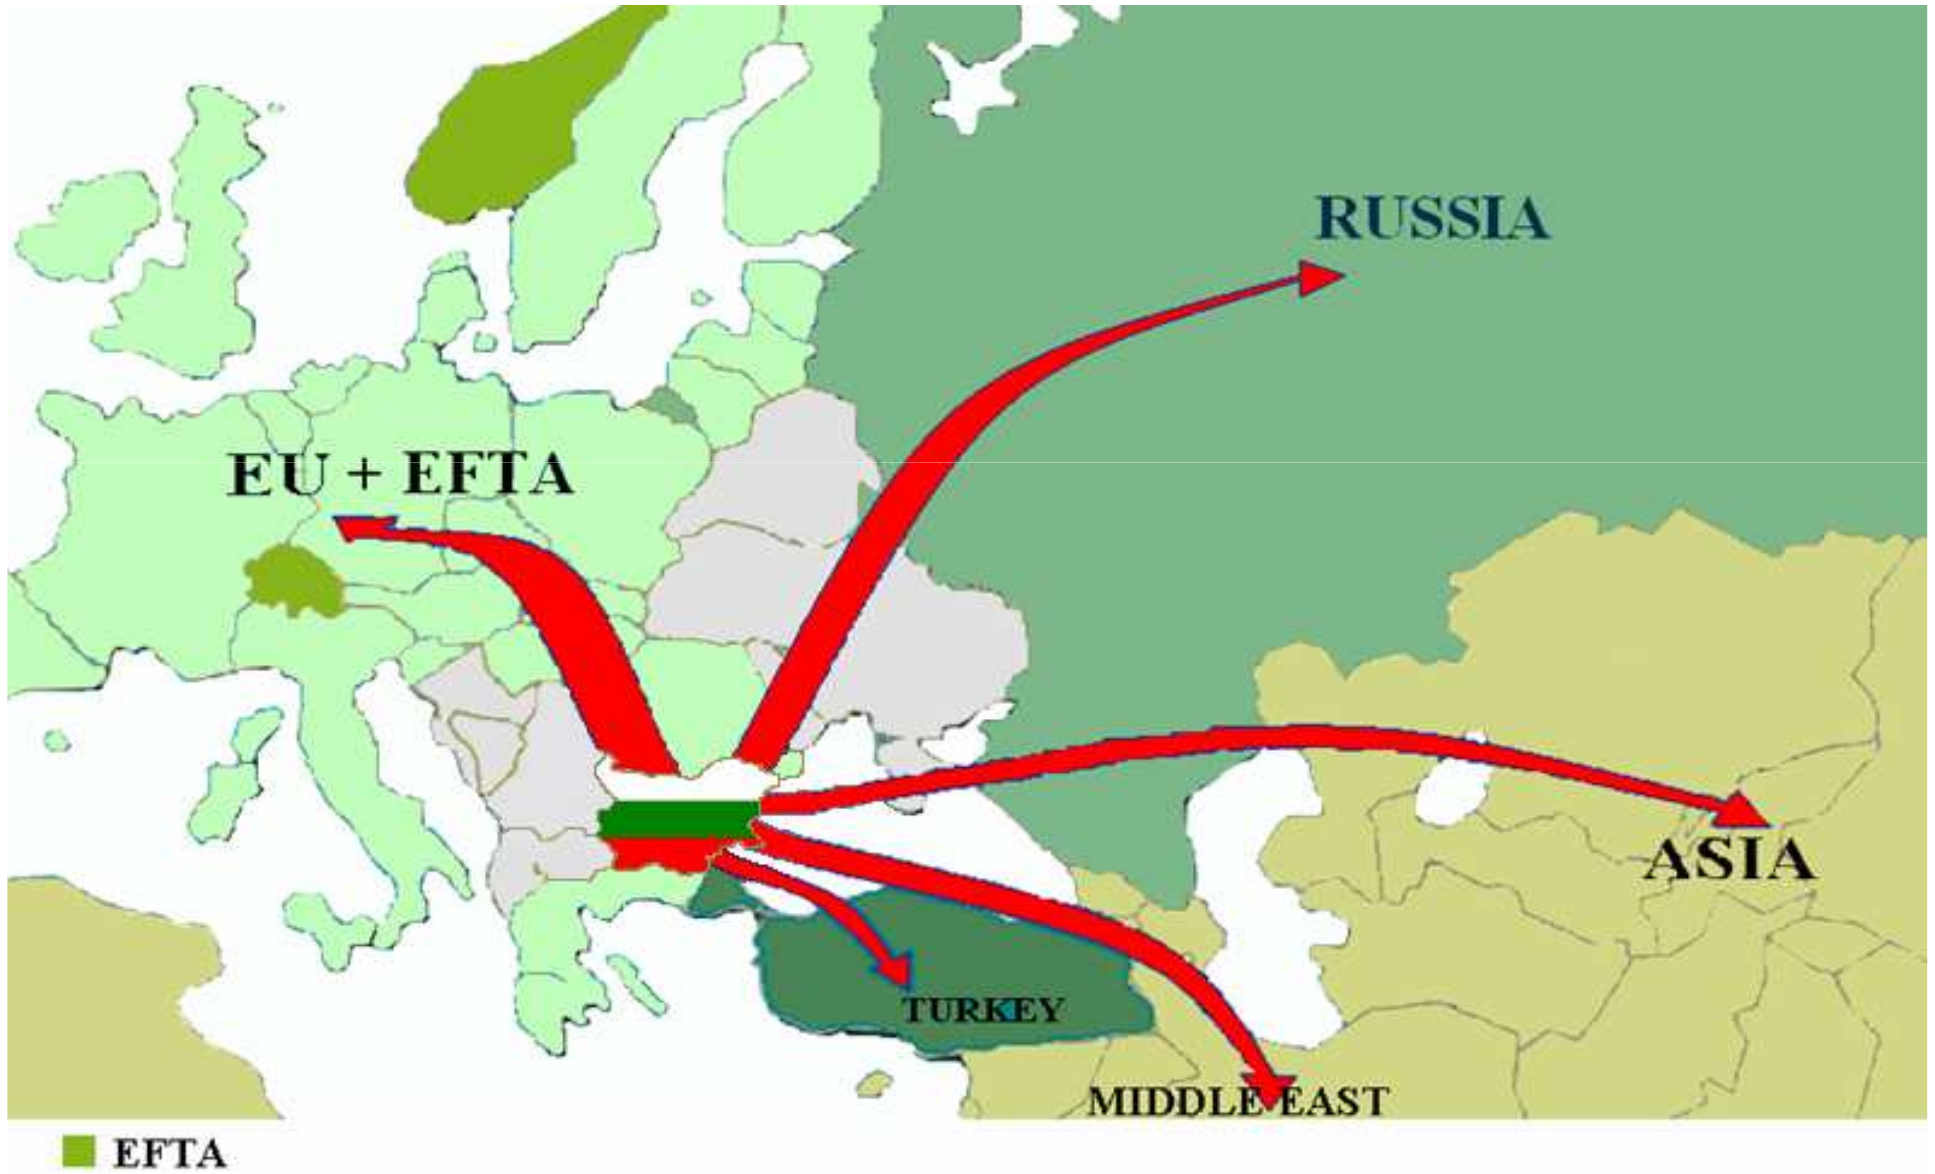 RUSSIA
EU + EFTA
ASIA
TURKEY
MIDDLE EAST
EFTA